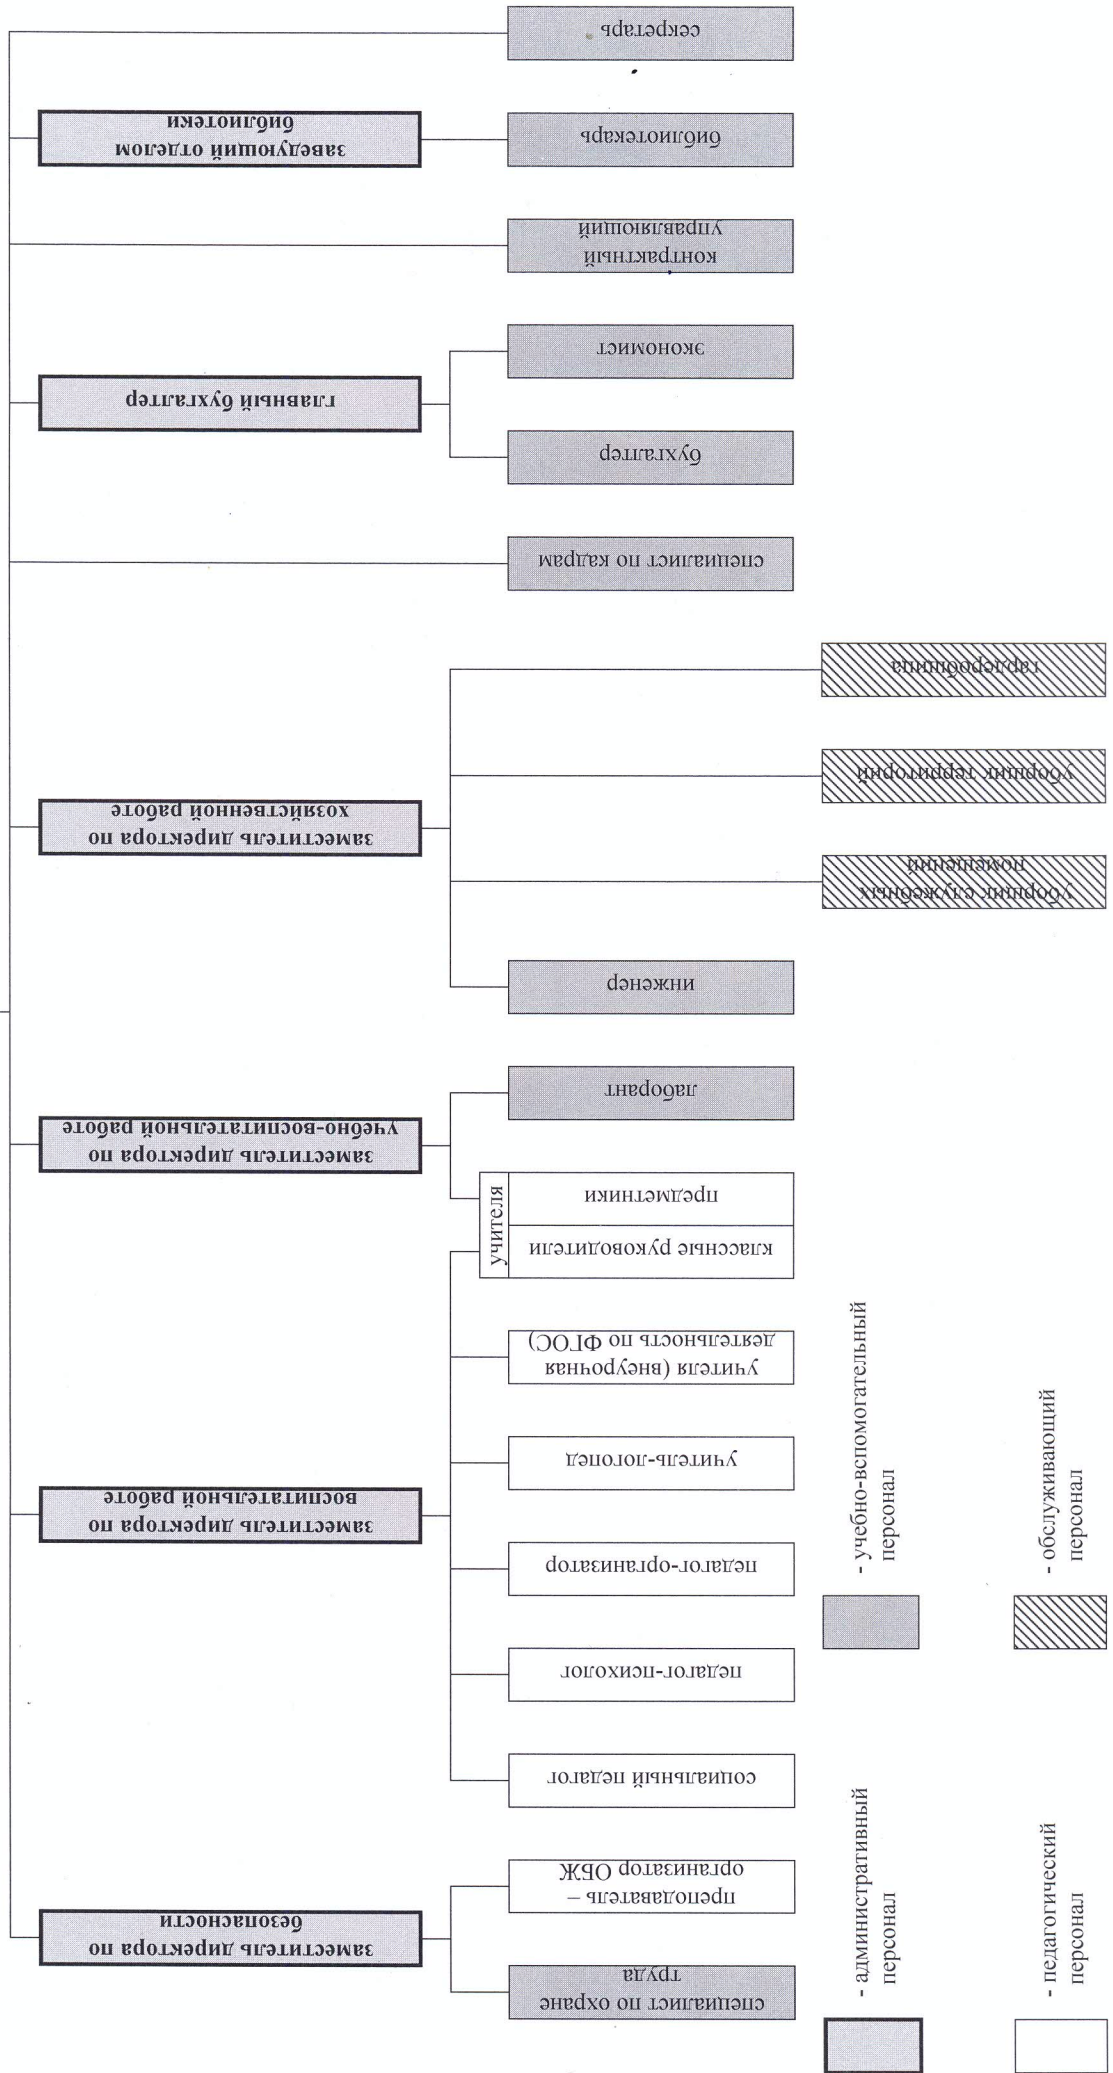 заместитель директора по
безопасности
специалист по охране
труда
преподаватель –
организатор ОБЖ
заместитель директора по
воспитательной работе
социальный педагог
педагог-психолог
педагог-организатор
учитель-логопед
учителя (внеурочная
деятельность по ФГОС)
учителя
классные руководители
предметники
заместитель директора по
учебно-воспитательной работе
лаборант
заместитель директора по
хозяйственной работе
инженер
уборщик служебных
помещений
уборщик территорий
гардеробщица
специалист по кадрам
главный бухгалтер
бухгалтер
экономист
контрактный
управляющий
заведующий отделом
библиотеки
библиотекарь
секретарь
- административный
персонал
- учебно-вспомогательный
персонал
- педагогический
персонал
- обслуживающий
персонал